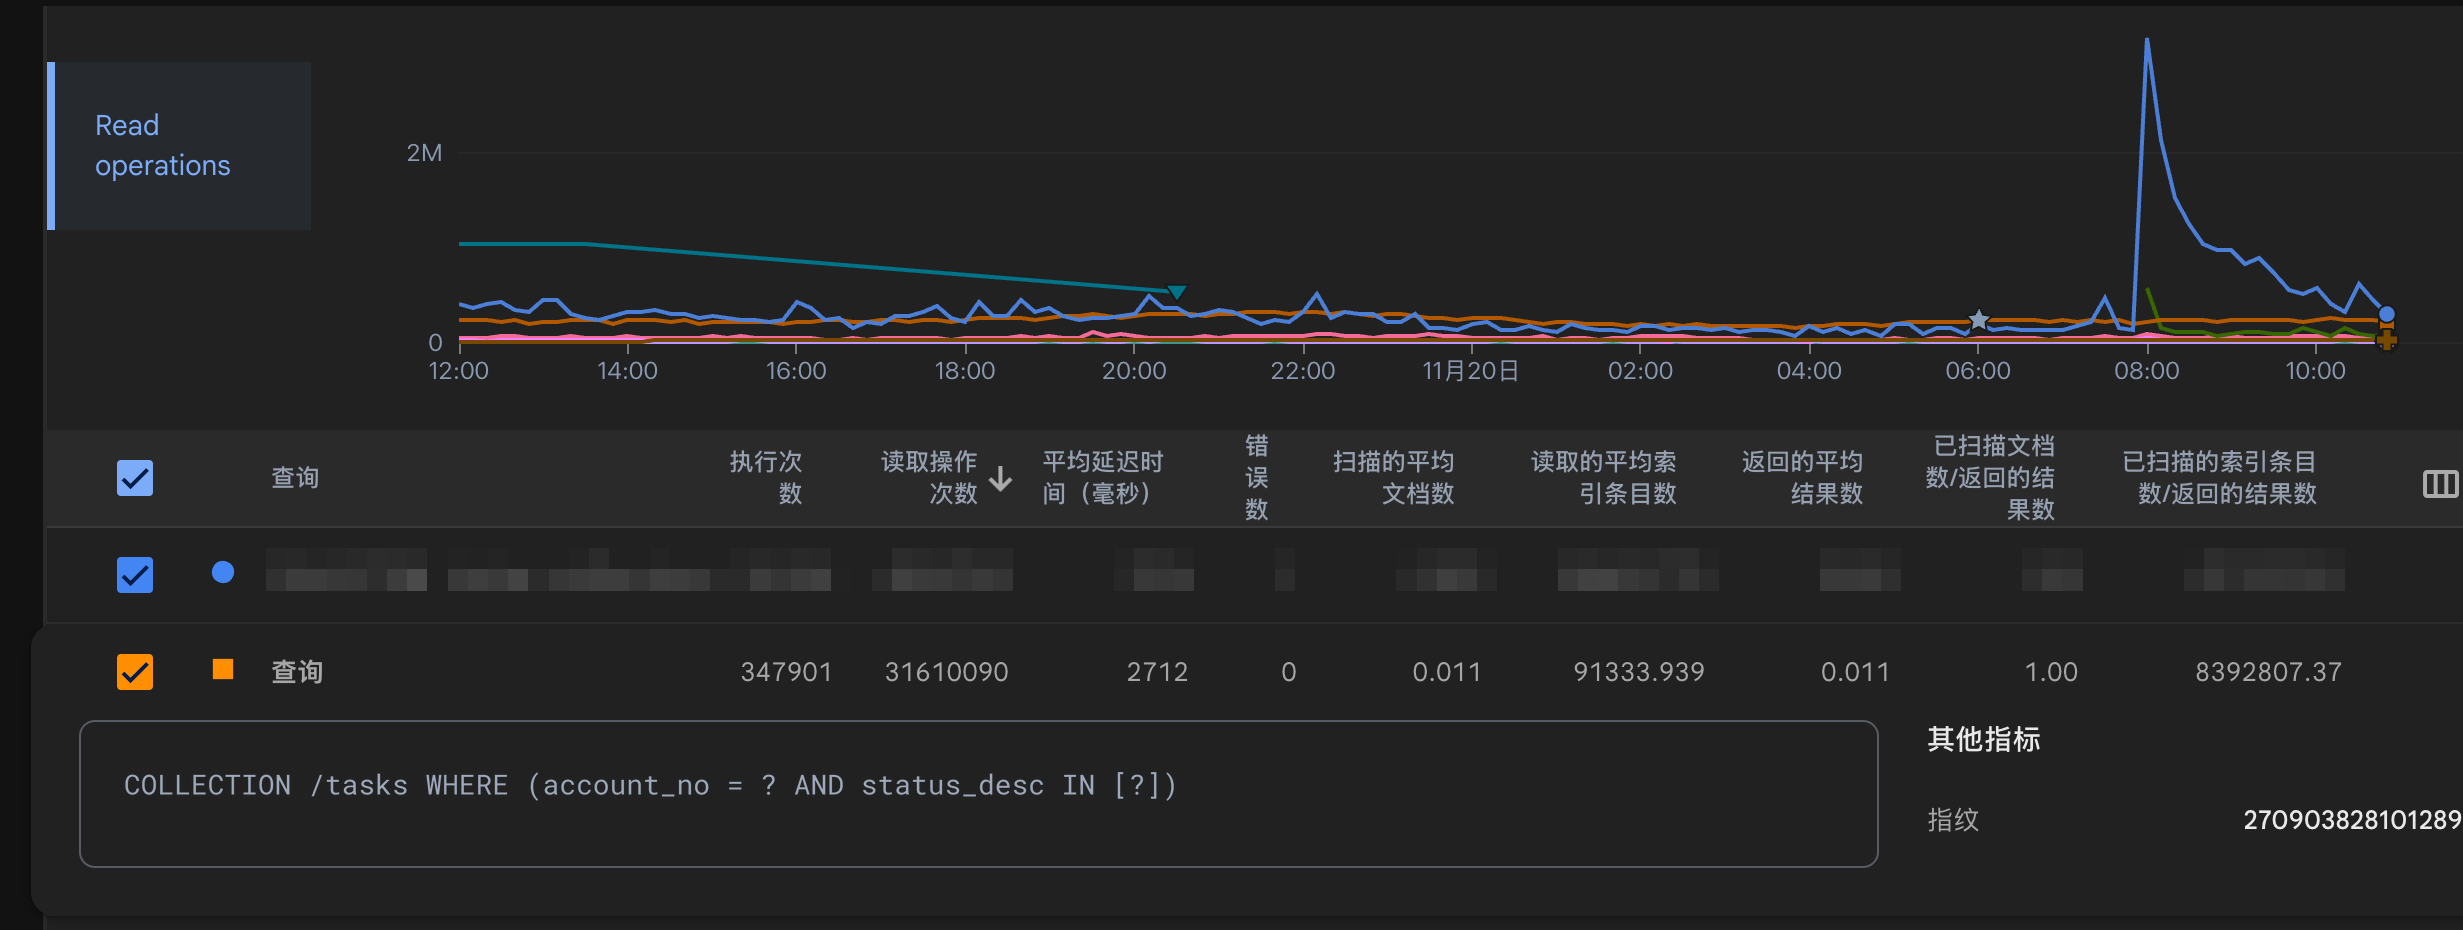 Read
operations
2M
0
12:00 14:00 16:00 18:00 20:00 22:00 11月20日 02:00 04:00 06:00 08:00 10:00
查询
执行次
数
读取操作
次数
平均延迟时
间（毫秒）
错
误
数
扫描的平均
文档数
读取的平均索
引条目数
返回的平均
结果数
已扫描文档
数/返回的结
果数
已扫描的索引条目
数/返回的结果数
查询 347901 31610090 2712 0 0.011 91333.939 0.011 1.00 8392807.37
COLLECTION /tasks WHERE (account_no = ? AND status_desc IN [?])
其他指标
指纹 270903828101289